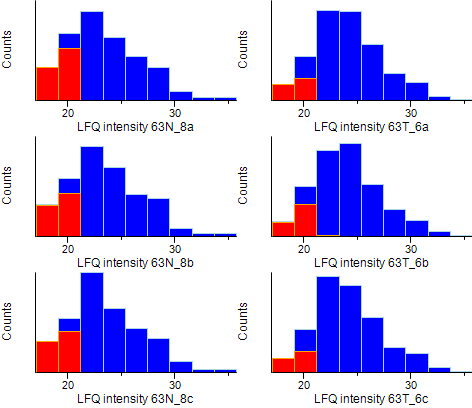 Counts
20 30
LFQ intensity 63N_8a
Counts
20 30
LFQ intensity 63T_6a
Counts
20 30
LFQ intensity 63N_8b
Counts
20 30
LFQ intensity 63T_6b
Counts
20 30
LFQ intensity 63N_8c
Counts
20 30
LFQ intensity 63T_6c